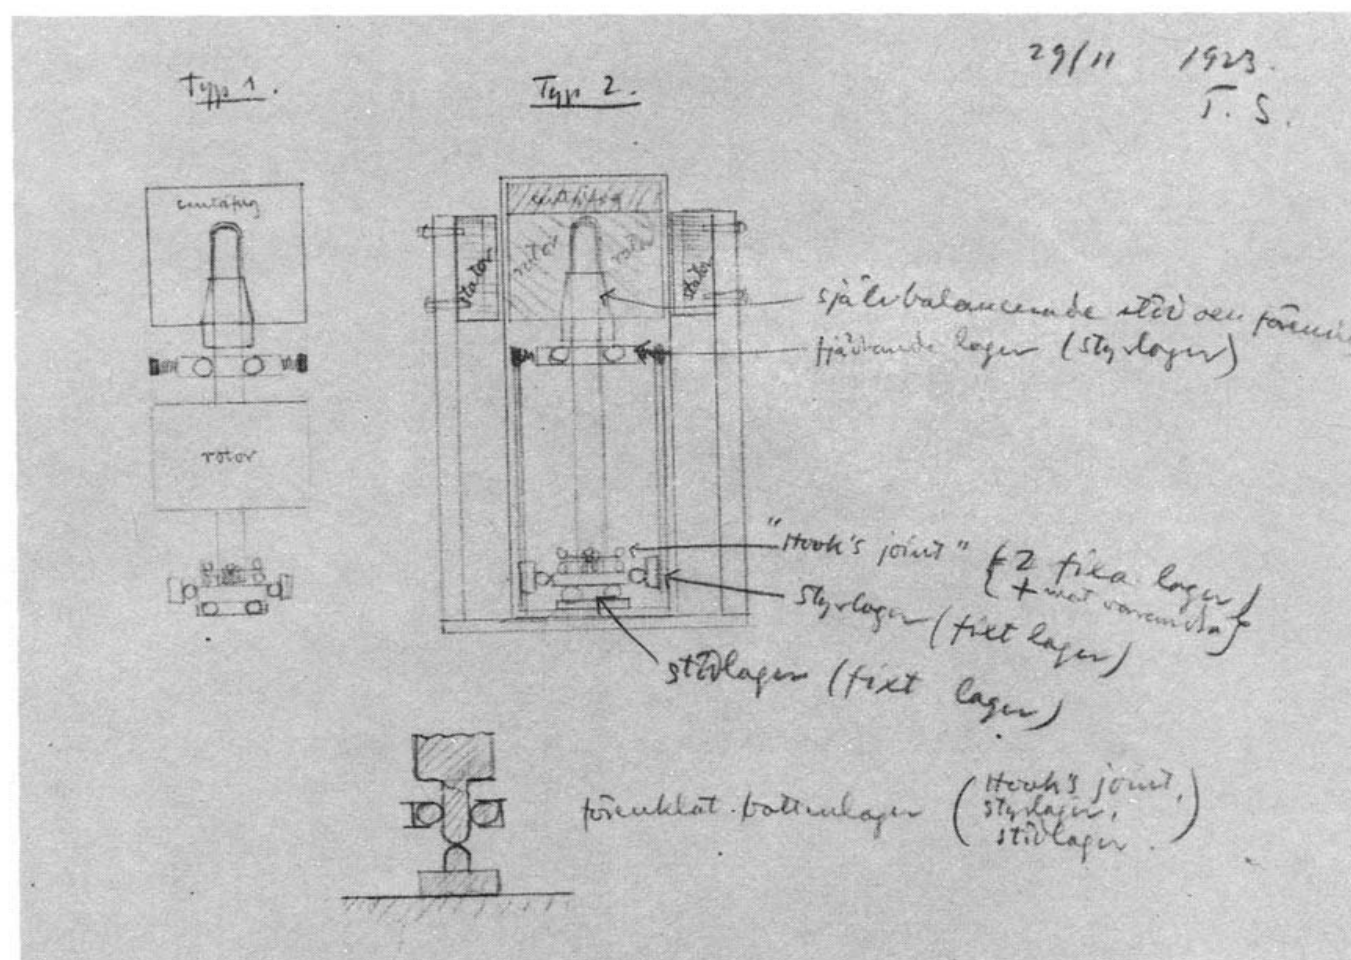 29/11 1923.
T. S.
Typ 1.
Typ 2.
centrifug
rotor
centrifug
rotor
rotor
stator
stator
självbalancerande stöd
fjädrande lager (styrlager)
"Hook's joint" (2 fixa lager
+ mot varandra)
styrlager (fixt lager)
stödlager (fixt lager)
förenklat bottenlager (Hook's joint,
styrlager,
stödlager.)